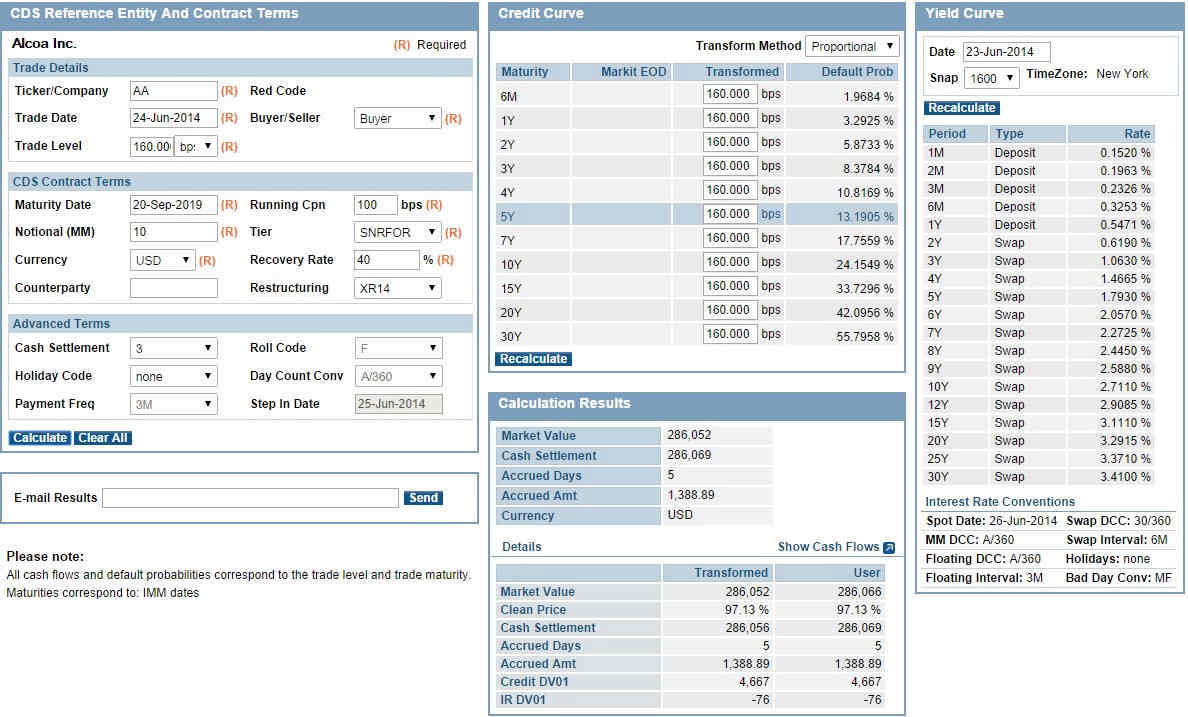 CDS Reference Entity And Contract Terms
Alcoa Inc. (R) Required
Trade Details
Ticker/Company AA (R) Red Code
Trade Date 24-Jun-2014 (R) Buyer/Seller Buyer (R)
Trade Level 160.00 bp: (R)
CDS Contract Terms
Maturity Date 20-Sep-2019 (R) Running Cpn 100 bps (R)
Notional (MM) 10 (R) Tier SNRFOR (R)
Currency USD (R) Recovery Rate 40 % (R)
Counterparty Restructuring XR14
Advanced Terms
Cash Settlement 3 Roll Code F
Holiday Code none Day Count Conv A/360
Payment Freq 3M Step In Date 25-Jun-2014
Calculate Clear All
E-mail Results Send
Please note:
All cash flows and default probabilities correspond to the trade level and trade maturity.
Maturities correspond to: IMM dates
Credit Curve
Transform Method Proportional
Maturity Markit EOD Transformed Default Prob
6M 160.000 bps 1.9684 %
1Y 160.000 bps 3.2925 %
2Y 160.000 bps 5.8733 %
3Y 160.000 bps 8.3784 %
4Y 160.000 bps 10.8169 %
5Y 160.000 bps 13.1905 %
7Y 160.000 bps 17.7559 %
10Y 160.000 bps 24.1549 %
15Y 160.000 bps 33.7296 %
20Y 160.000 bps 42.0956 %
30Y 160.000 bps 55.7958 %
Recalculate
Calculation Results
Market Value 286,052
Cash Settlement 286,069
Accrued Days 5
Accrued Amt 1,388.89
Currency USD
Details Show Cash Flows
Transformed User
Market Value 286,052 286,066
Clean Price 97.13 % 97.13 %
Cash Settlement 286,056 286,069
Accrued Days 5 5
Accrued Amt 1,388.89 1,388.89
Credit DV01 4,667 4,667
IR DV01 -76 -76
Yield Curve
Date 23-Jun-2014
Snap 1600 TimeZone: New York
Recalculate
Period Type Rate
1M Deposit 0.1520 %
2M Deposit 0.1963 %
3M Deposit 0.2326 %
6M Deposit 0.3253 %
1Y Deposit 0.5471 %
2Y Swap 0.6190 %
3Y Swap 1.0630 %
4Y Swap 1.4665 %
5Y Swap 1.7930 %
6Y Swap 2.0570 %
7Y Swap 2.2725 %
8Y Swap 2.4450 %
9Y Swap 2.5880 %
10Y Swap 2.7110 %
12Y Swap 2.9085 %
15Y Swap 3.1110 %
20Y Swap 3.2915 %
25Y Swap 3.3710 %
30Y Swap 3.4100 %
Interest Rate Conventions
Spot Date: 26-Jun-2014 Swap DCC: 30/360
MM DCC: A/360 Swap Interval: 6M
Floating DCC: A/360 Holidays: none
Floating Interval: 3M Bad Day Conv: MF